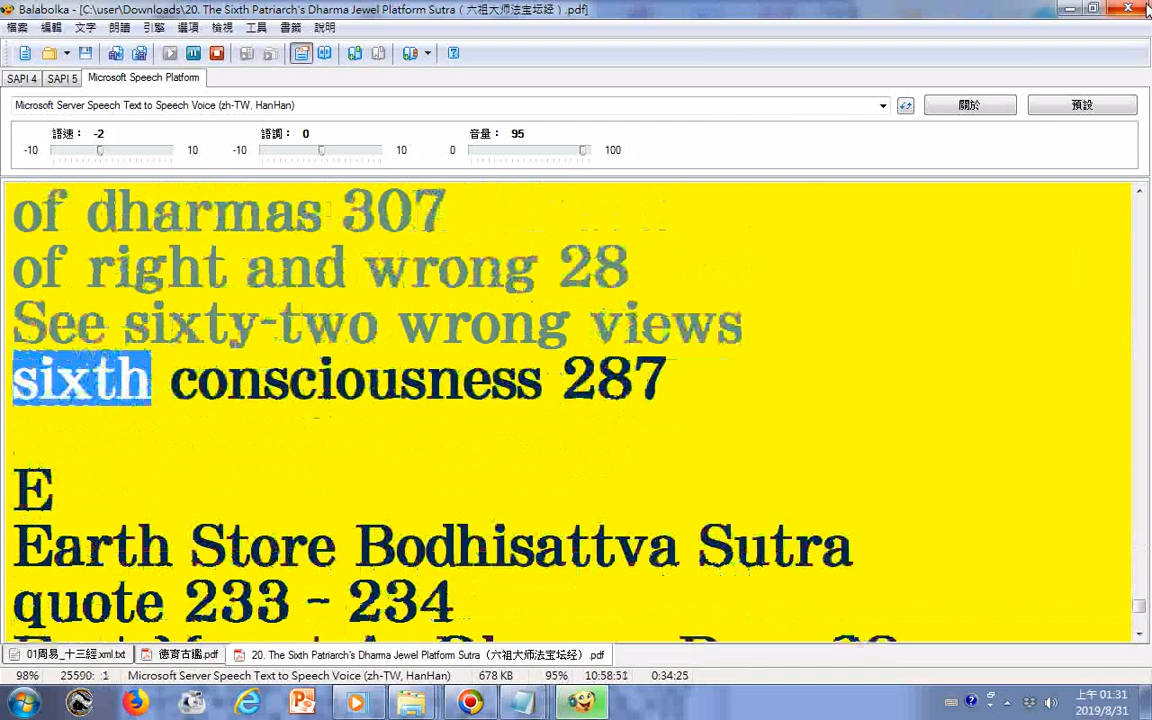 Balabolka - [C:\user\Downloads\20. The Sixth Patriarch's Dharma Jewel Platform Sutra（六祖大师法宝坛经）.pdf]
檔案 編輯 文字 朗讀 引擎 選項 檢視 工具 書籤 說明
SAPI 4 SAPI 5 Microsoft Speech Platform
Microsoft Server Speech Text to Speech Voice (zh-TW, HanHan) 關於 預設
語速： -2 語調： 0 音量： 95
-10 10 -10 10 0 100
of dharmas 307
of right and wrong 28
See sixty-two wrong views
sixth consciousness 287
E
Earth Store Bodhisattva Sutra
quote 233 - 234
01周易_十三經.xml.txt 德育古鑑.pdf 20. The Sixth Patriarch's Dharma Jewel Platform Sutra（六祖大师法宝坛经）.pdf
98% 25590: :1 Microsoft Server Speech Text to Speech Voice (zh-TW, HanHan) 678 KB 95% 10:58:51 0:34:25
上午 01:31
2019/8/31